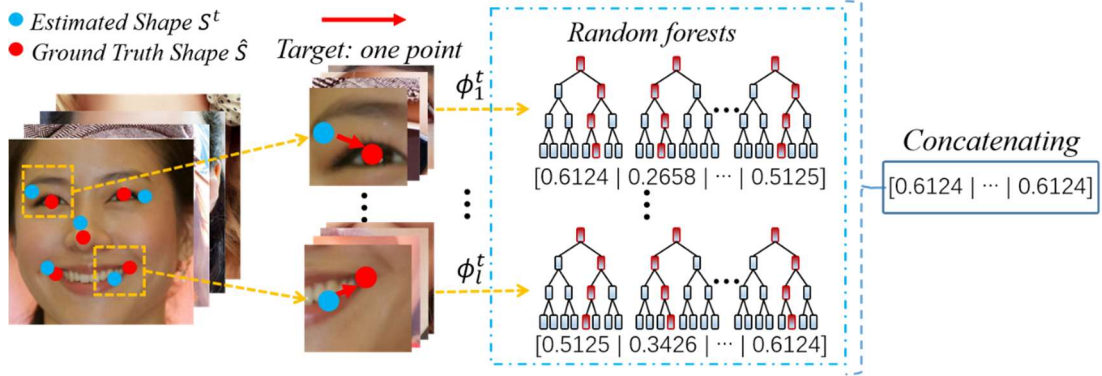 Estimated Shape S^t
Ground Truth Shape Ŝ
Target: one point
Random forests
ϕ_1^t
[0.6124 | 0.2658 | ··· | 0.5125]
ϕ_l^t
[0.5125 | 0.3426 | ··· | 0.6124]
Concatenating
[0.6124 | ··· | 0.6124]